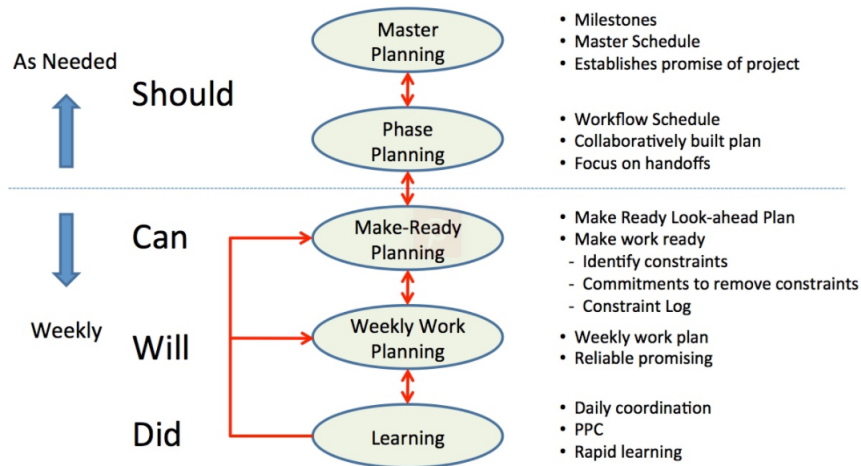 As Needed
Should
Master
Planning
• Milestones
• Master Schedule
• Establishes promise of project
Phase
Planning
• Workflow Schedule
• Collaboratively built plan
• Focus on handoffs
Can
Make-Ready
Planning
• Make Ready Look-ahead Plan
• Make work ready
- Identify constraints
- Commitments to remove constraints
- Constraint Log
Weekly
Will
Weekly Work
Planning
• Weekly work plan
• Reliable promising
Did
Learning
• Daily coordination
• PPC
• Rapid learning